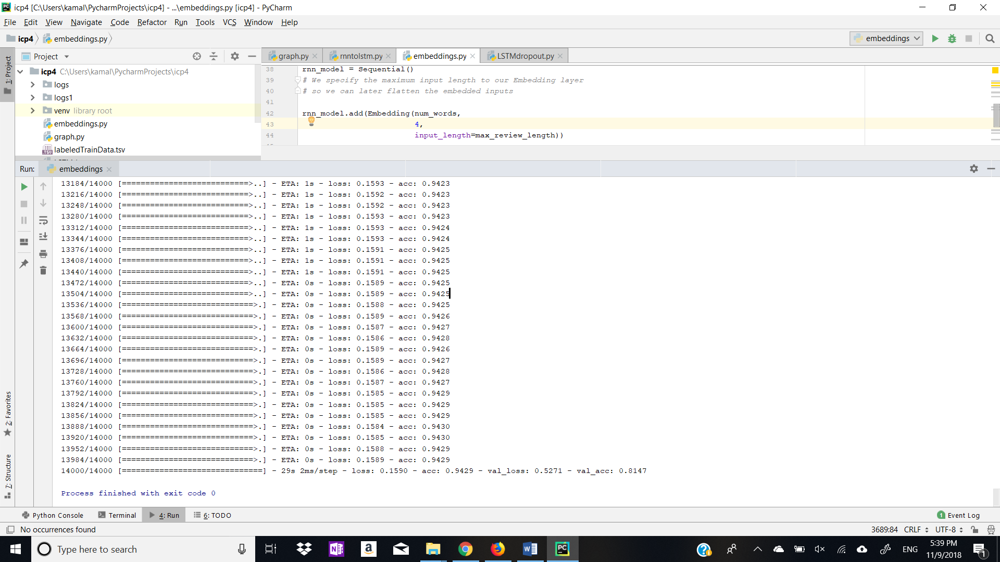 icp4 [C:\Users\kamal\PycharmProjects\icp4] - ...\embeddings.py [icp4] - PyCharm
File Edit View Navigate Code Refactor Run Tools VCS Window Help
icp4 embeddings.py embeddings
1: Project
Project
graph.py rnntolstm.py embeddings.py LSTMdropout.py
icp4 C:\Users\kamal\PycharmProjects\icp4
logs
logs1
venv library root
embeddings.py
graph.py
labeledTrainData.tsv
38 rnn_model = Sequential()
39 # We specify the maximum input length to our Embedding layer
40 # so we can later flatten the embedded inputs
41
42 rnn_model.add(Embedding(num_words,
43 4,
44 input_length=max_review_length))
Run: embeddings
13184/14000 [===========================>..] - ETA: 1s - loss: 0.1593 - acc: 0.9423
13216/14000 [===========================>..] - ETA: 1s - loss: 0.1592 - acc: 0.9423
13248/14000 [===========================>..] - ETA: 1s - loss: 0.1592 - acc: 0.9423
13280/14000 [===========================>..] - ETA: 1s - loss: 0.1593 - acc: 0.9423
13312/14000 [===========================>..] - ETA: 1s - loss: 0.1593 - acc: 0.9424
13344/14000 [===========================>..] - ETA: 1s - loss: 0.1593 - acc: 0.9424
13376/14000 [===========================>..] - ETA: 1s - loss: 0.1591 - acc: 0.9425
13408/14000 [===========================>..] - ETA: 1s - loss: 0.1591 - acc: 0.9425
13440/14000 [===========================>..] - ETA: 1s - loss: 0.1591 - acc: 0.9425
13472/14000 [===========================>..] - ETA: 0s - loss: 0.1589 - acc: 0.9425
13504/14000 [===========================>..] - ETA: 0s - loss: 0.1589 - acc: 0.9425
13536/14000 [============================>.] - ETA: 0s - loss: 0.1588 - acc: 0.9425
13568/14000 [============================>.] - ETA: 0s - loss: 0.1589 - acc: 0.9426
13600/14000 [============================>.] - ETA: 0s - loss: 0.1587 - acc: 0.9427
13632/14000 [============================>.] - ETA: 0s - loss: 0.1586 - acc: 0.9428
13664/14000 [============================>.] - ETA: 0s - loss: 0.1589 - acc: 0.9426
13696/14000 [============================>.] - ETA: 0s - loss: 0.1589 - acc: 0.9427
13728/14000 [============================>.] - ETA: 0s - loss: 0.1586 - acc: 0.9428
13760/14000 [============================>.] - ETA: 0s - loss: 0.1587 - acc: 0.9427
13792/14000 [============================>.] - ETA: 0s - loss: 0.1585 - acc: 0.9429
13824/14000 [============================>.] - ETA: 0s - loss: 0.1585 - acc: 0.9429
13856/14000 [============================>.] - ETA: 0s - loss: 0.1585 - acc: 0.9429
13888/14000 [============================>.] - ETA: 0s - loss: 0.1584 - acc: 0.9430
13920/14000 [============================>.] - ETA: 0s - loss: 0.1585 - acc: 0.9430
13952/14000 [============================>.] - ETA: 0s - loss: 0.1588 - acc: 0.9429
13984/14000 [============================>.] - ETA: 0s - loss: 0.1589 - acc: 0.9429
14000/14000 [==============================] - 29s 2ms/step - loss: 0.1590 - acc: 0.9429 - val_loss: 0.5271 - val_acc: 0.8147
Process finished with exit code 0
2: Favorites
7: Structure
Python Console Terminal 4: Run 6: TODO 1 Event Log
No occurrences found 3689:84 CRLF UTF-8
Type here to search ENG 5:39 PM
11/9/2018 1